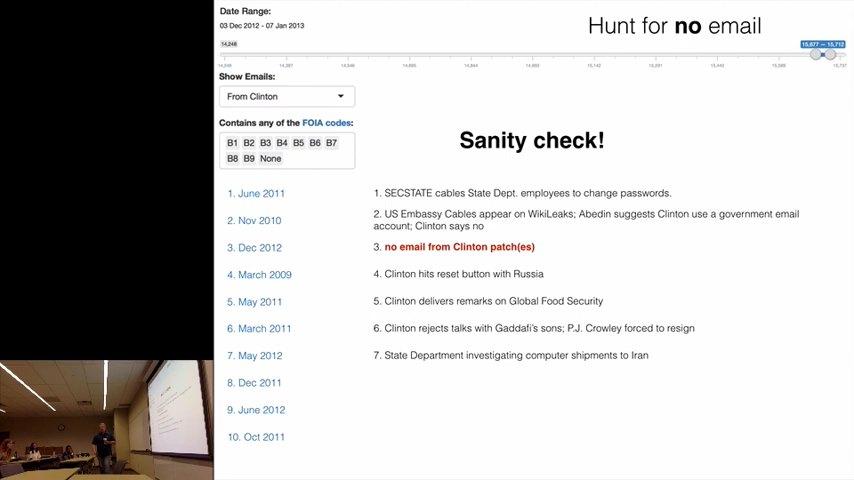 Date Range:
03 Dec 2012 - 07 Jan 2013
Hunt for no email
14,248
15,677 — 15,712
Show Emails:
From Clinton
Contains any of the FOIA codes:
B1 B2 B3 B4 B5 B6 B7
B8 B9 None
Sanity check!
1. June 2011
1. SECSTATE cables State Dept. employees to change passwords.
2. Nov 2010
2. US Embassy Cables appear on WikiLeaks; Abedin suggests Clinton use a government email
account; Clinton says no
3. Dec 2012
3. no email from Clinton patch(es)
4. March 2009
4. Clinton hits reset button with Russia
5. May 2011
5. Clinton delivers remarks on Global Food Security
6. March 2011
6. Clinton rejects talks with Gaddafi's sons; P.J. Crowley forced to resign
7. May 2012
7. State Department investigating computer shipments to Iran
8. Dec 2011
9. June 2012
10. Oct 2011